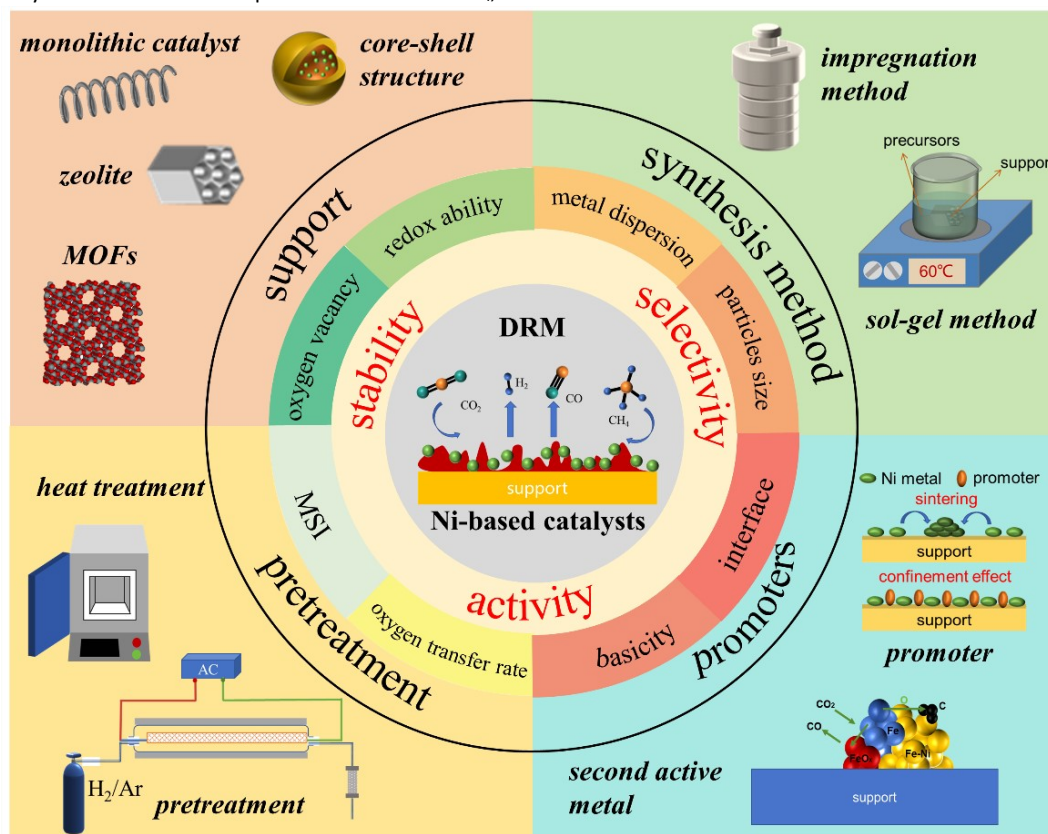 monolithic catalyst
core-shell
structure
zeolite
MOFs
impregnation
method
precursors
support
60℃
sol-gel method
support
synthesis method
pretreatment
promoters
redox ability
metal dispersion
oxygen vacancy
particles size
MSI
interface
oxygen transfer rate
basicity
stability
selectivity
activity
DRM
CO₂
H₂
CO
CH₄
support
Ni-based catalysts
heat treatment
AC
H₂/Ar
pretreatment
Ni metal promoter
sintering
support
confinement effect
support
promoter
CO₂
CO
O
C
Fe
FeOₓ
Fe-Ni
support
second active
metal